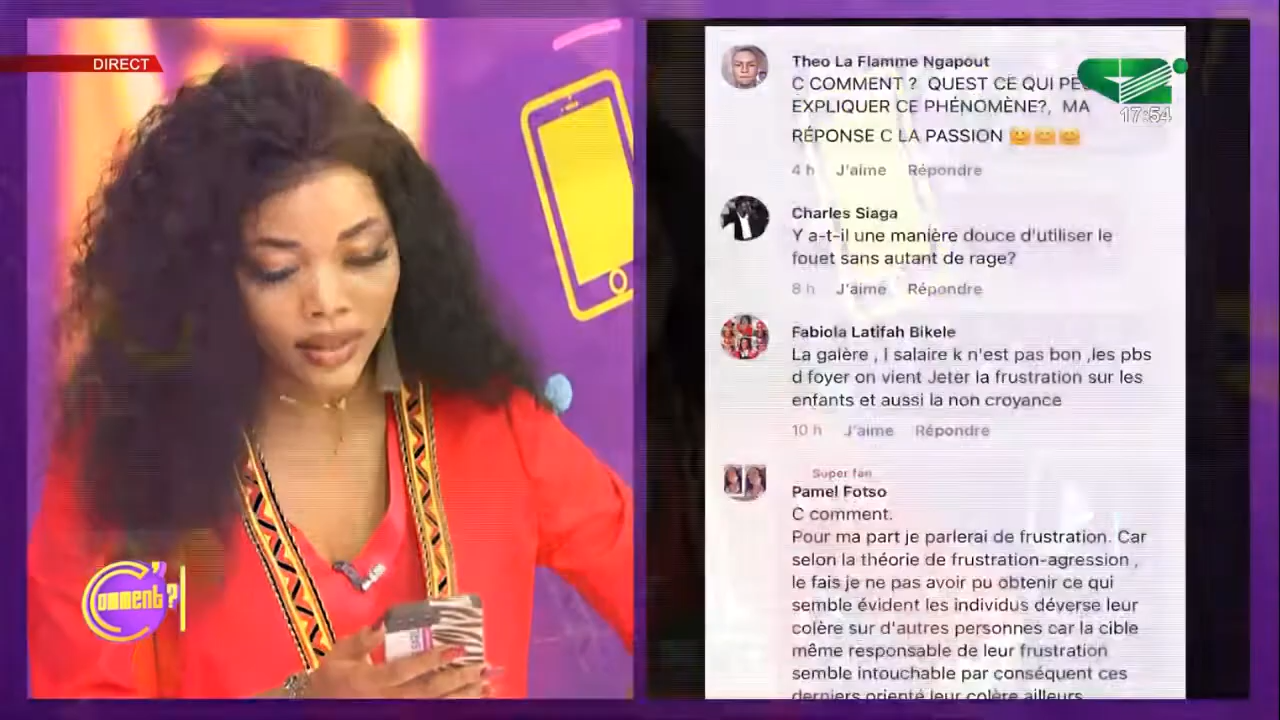 DIRECT
C'
omment ?
17:54
Theo La Flamme Ngapout
C COMMENT ? QUEST CE QUI
EXPLIQUER CE PHÉNOMÈNE?, MA
RÉPONSE C LA PASSION
4 h J'aime Répondre
Charles Siaga
Y a-t-il une manière douce d'utiliser le
fouet sans autant de rage?
8 h J'aime Répondre
Fabiola Latifah Bikele
La galère , l salaire k n'est pas bon ,les pbs
d foyer on vient Jeter la frustration sur les
enfants et aussi la non croyance
10 h J'aime Répondre
Super fan
Pamel Fotso
C comment.
Pour ma part je parlerai de frustration. Car
selon la théorie de frustration-agression ,
le fais je ne pas avoir pu obtenir ce qui
semble évident les individus déverse leur
colère sur d'autres personnes car la cible
même responsable de leur frustration
semble intouchable par conséquent ces
derniers orienté leur colère ailleurs